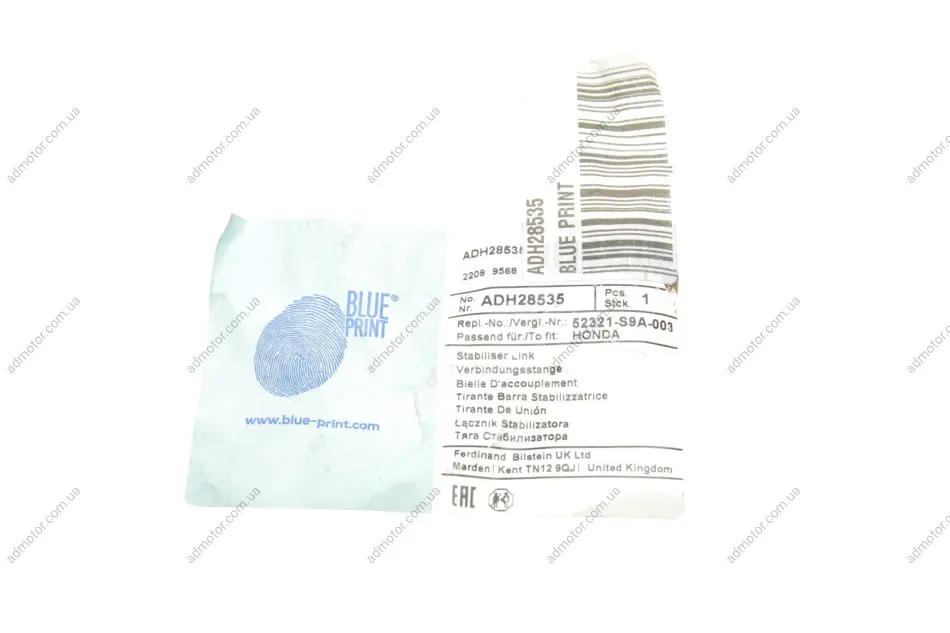 ADH28535
BLUE PRINT
ADH28535
2209 9568
No. Nr. ADH28535 Pcs. Stck. 1
Repl.-No.:/Vergl.-Nr.: 52321-S9A-003
Passend für:/To fit: HONDA
Stabiliser Link
Verbindungsstange
Bielle D'accouplement
Tirante Barra Stabilizzatrice
Tirante De Unión
Łącznik Stabilizatora
Тяга Стабилизатора
Ferdinand Bilstein UK Ltd
Marden| Kent TN12 9QJ| United Kingdom
EAC
BLUE®
PRINT
www.blue-print.com
admotor.com.ua